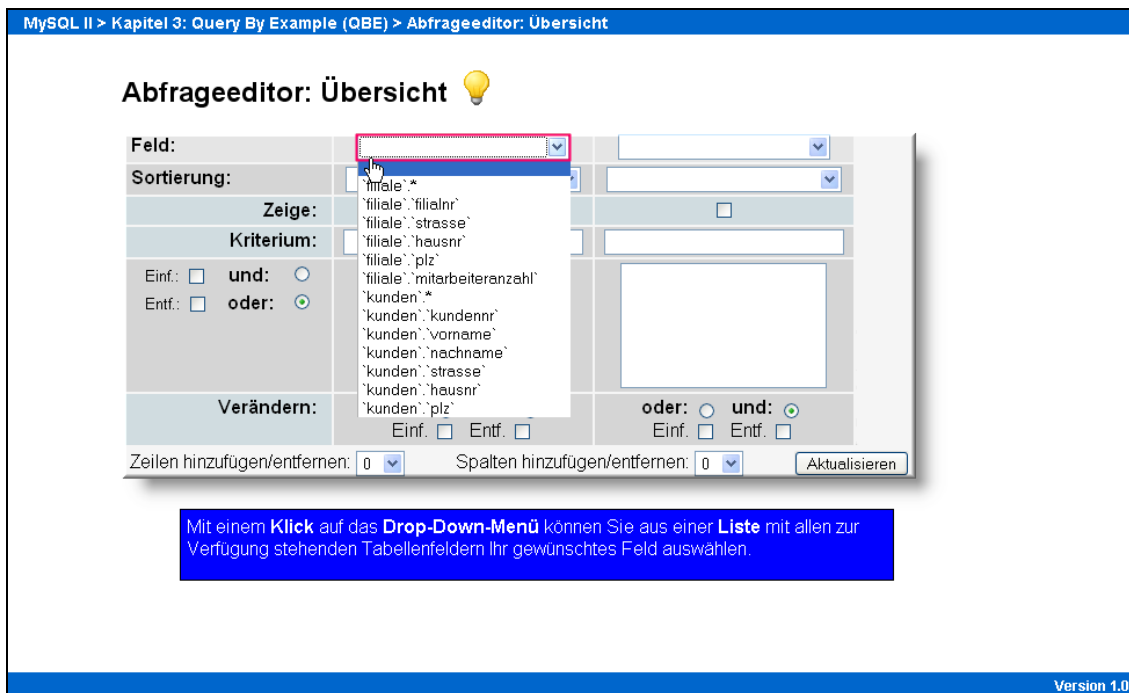 MySQL II > Kapitel 3: Query By Example (QBE) > Abfrageeditor: Übersicht
Abfrageeditor: Übersicht
Feld:
Sortierung:
Zeige:
Kriterium:
`filiale`.*
`filiale`.`filialnr`
`filiale`.`strasse`
`filiale`.`hausnr`
`filiale`.`plz`
`filiale`.`mitarbeiteranzahl`
`kunden`.*
`kunden`.`kundennr`
`kunden`.`vorname`
`kunden`.`nachname`
`kunden`.`strasse`
`kunden`.`hausnr`
`kunden`.`plz`
Einf.: und:
Entf.: oder:
Verändern:
oder: und:
Einf. Entf. Einf. Entf.
Zeilen hinzufügen/entfernen: 0 Spalten hinzufügen/entfernen: 0 Aktualisieren
Mit einem Klick auf das Drop-Down-Menü können Sie aus einer Liste mit allen zur
Verfügung stehenden Tabellenfeldern Ihr gewünschtes Feld auswählen.
Version 1.0